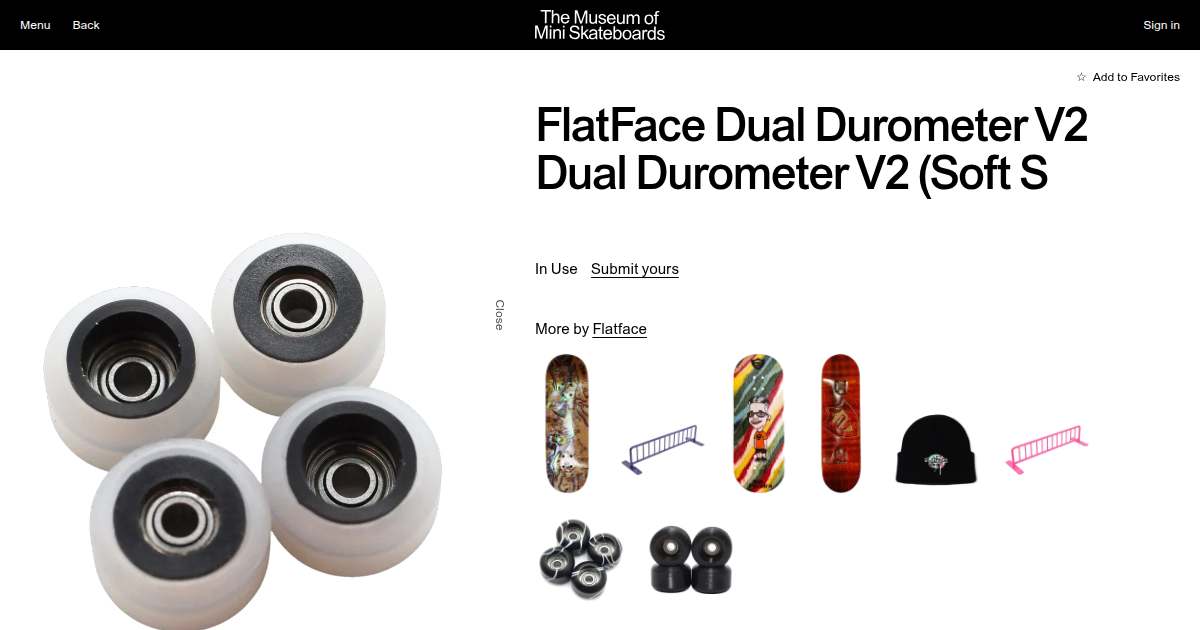 Menu
Back
The Museum of
Mini Skateboards
Sign in
☆ Add to Favorites
FlatFace Dual Durometer V2
Dual Durometer V2 (Soft S
In Use Submit yours
Close
More by Flatface